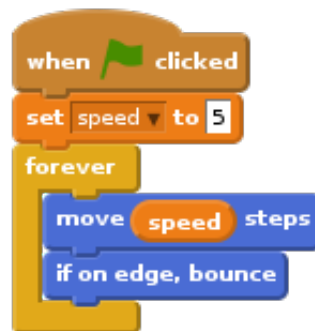 when clicked
set speed to 5
forever
move speed steps
if on edge, bounce